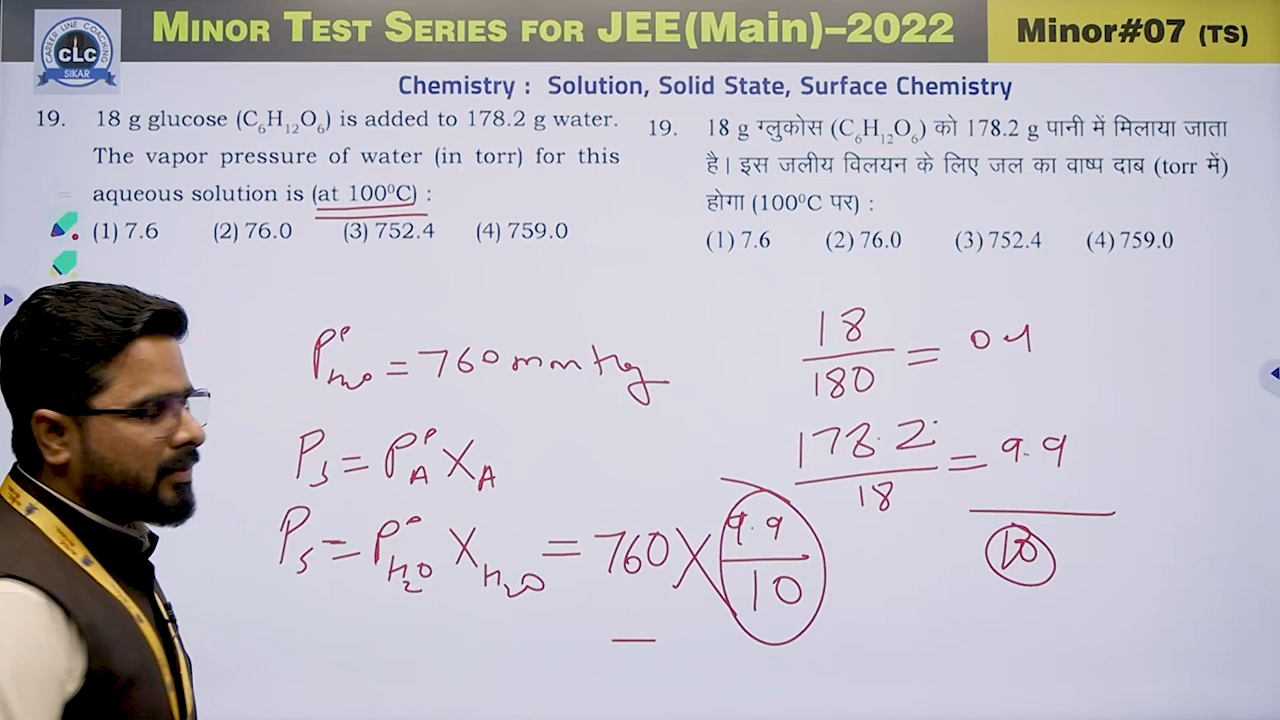 MINOR TEST SERIES FOR JEE(MAIN)–2022
Minor#07 (TS)
CAREER LINE COACHING
CLC
SIKAR
Chemistry : Solution, Solid State, Surface Chemistry
19. 18 g glucose (C₆H₁₂O₆) is added to 178.2 g water.
The vapor pressure of water (in torr) for this
aqueous solution is (at 100⁰C) :
(1) 7.6 (2) 76.0 (3) 752.4 (4) 759.0
19. 18 g ग्लुकोस (C₆H₁₂O₆) को 178.2 g पानी में मिलाया जाता
है। इस जलीय विलयन के लिए जल का वाष्प दाब (torr में)
होगा (100⁰C पर) :
(1) 7.6 (2) 76.0 (3) 752.4 (4) 759.0
P°H₂O = 760 mm Hg
Pₛ = P°A XA
Pₛ = P°H₂O XH₂O = 760 × 9.9/10
18/180 = 0.1
178.2/18 = 9.9
10